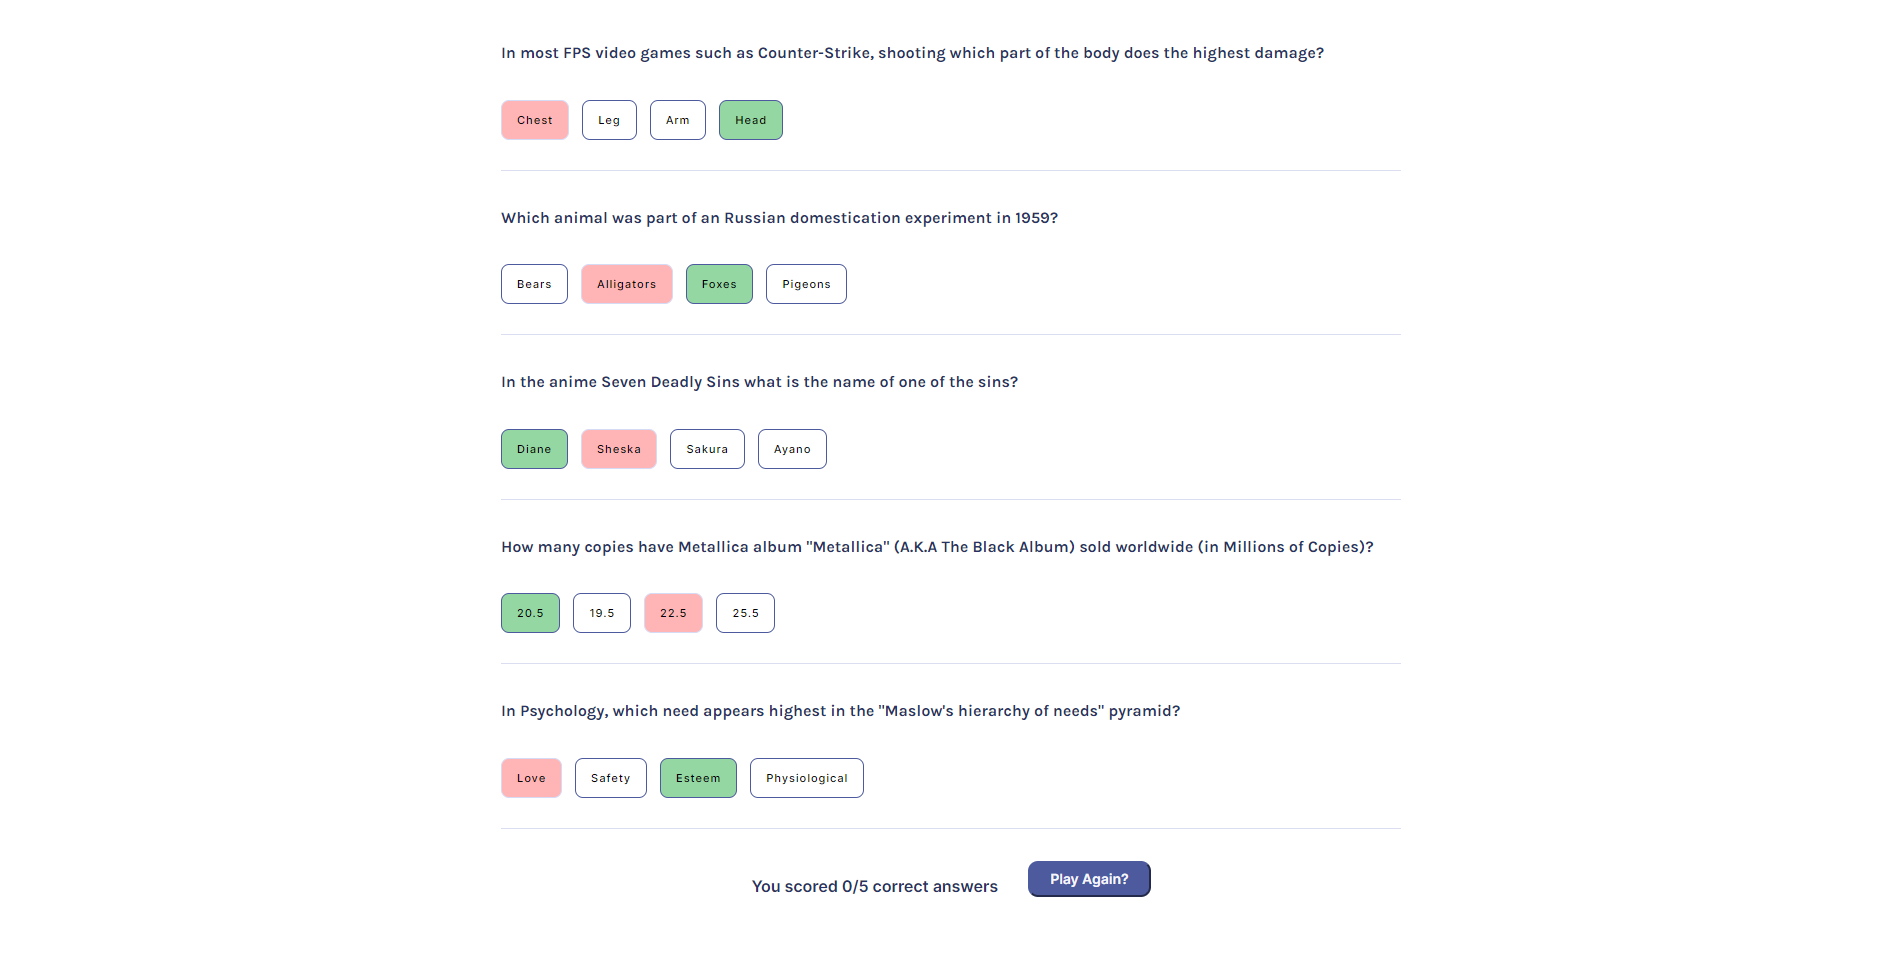 In most FPS video games such as Counter-Strike, shooting which part of the body does the highest damage?
Chest Leg Arm Head
Which animal was part of an Russian domestication experiment in 1959?
Bears Alligators Foxes Pigeons
In the anime Seven Deadly Sins what is the name of one of the sins?
Diane Sheska Sakura Ayano
How many copies have Metallica album "Metallica" (A.K.A The Black Album) sold worldwide (in Millions of Copies)?
20.5 19.5 22.5 25.5
In Psychology, which need appears highest in the "Maslow's hierarchy of needs" pyramid?
Love Safety Esteem Physiological
You scored 0/5 correct answers Play Again?